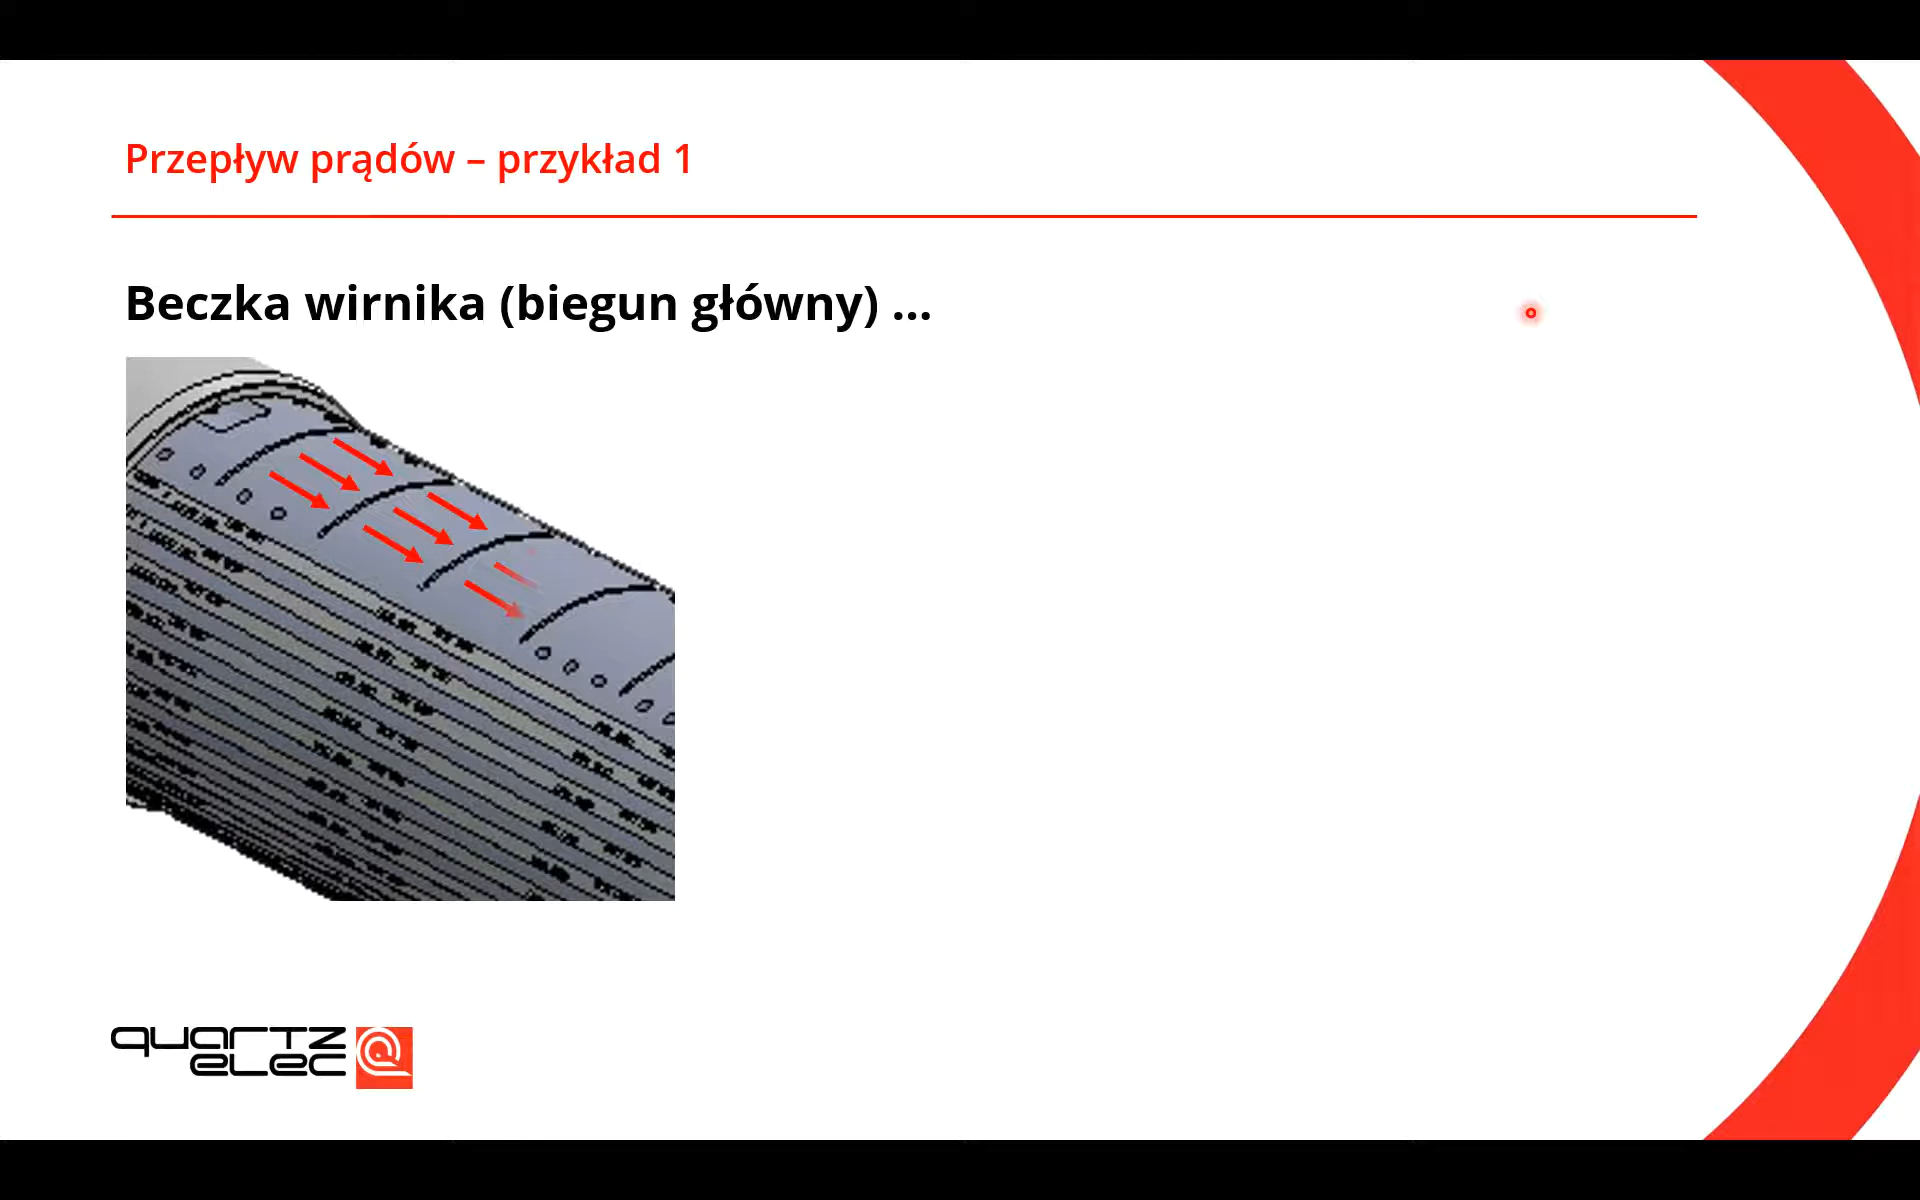 Przepływ prądów – przykład 1
Beczka wirnika (biegun główny) ...
quartz
elec